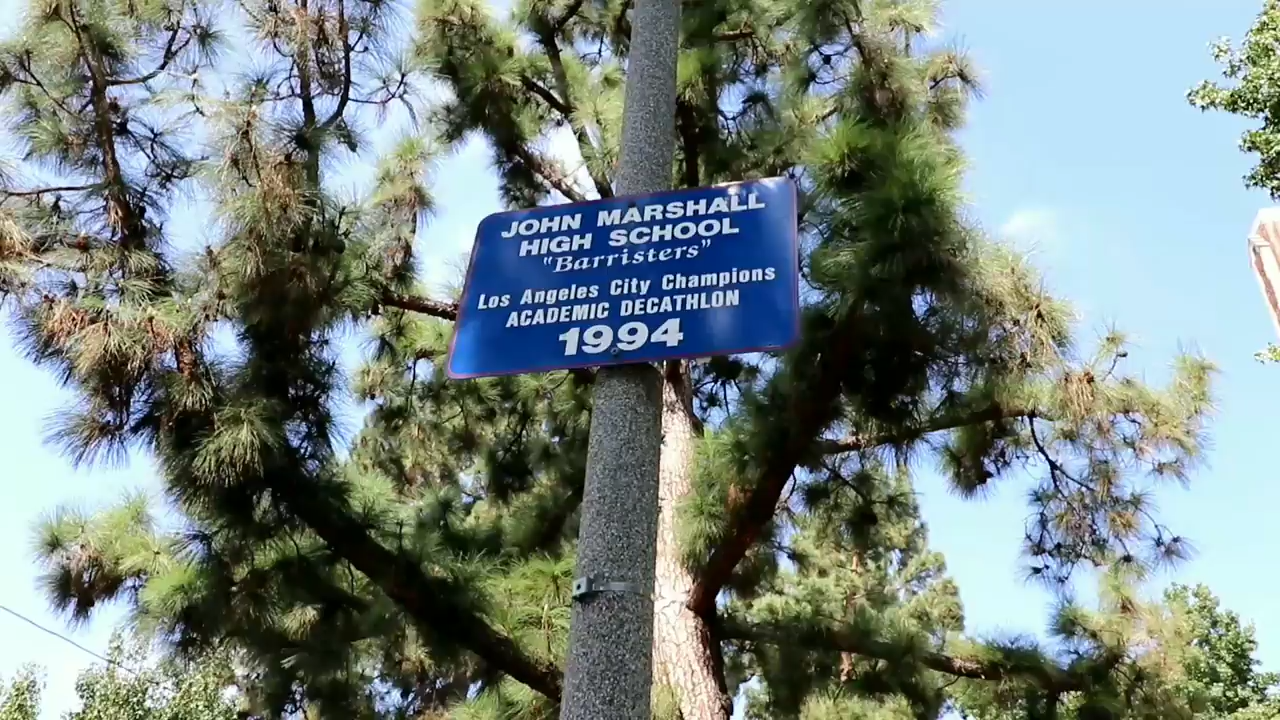 JOHN MARSHALL
HIGH SCHOOL
"Barristers"
Los Angeles City Champions
ACADEMIC DECATHLON
1994